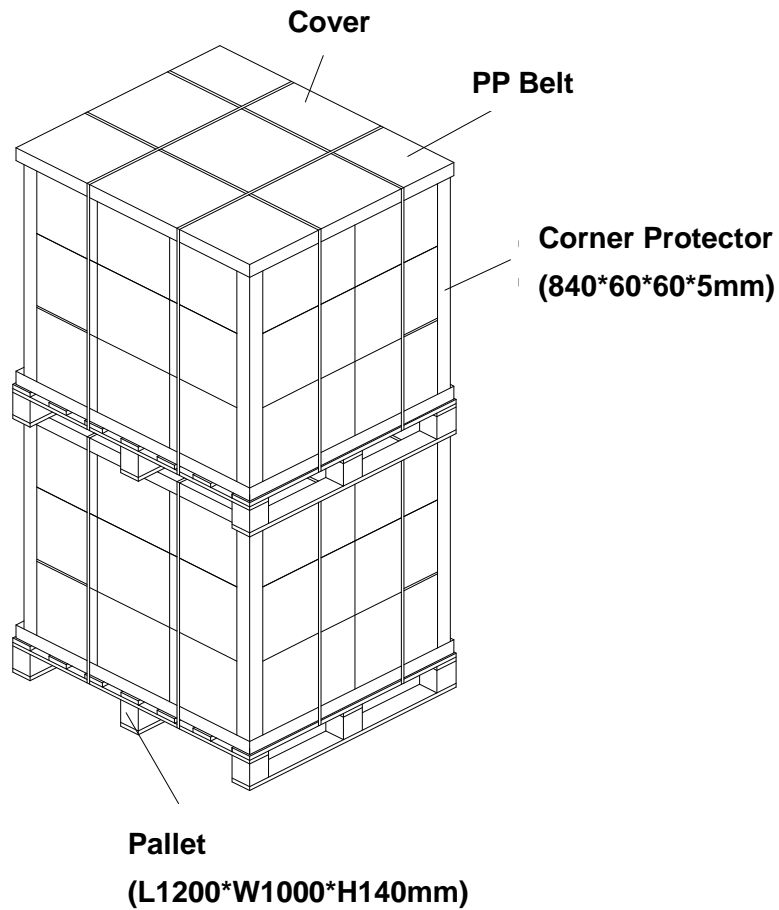 Cover
PP Belt
Corner Protector
(840*60*60*5mm)
Pallet
(L1200*W1000*H140mm)